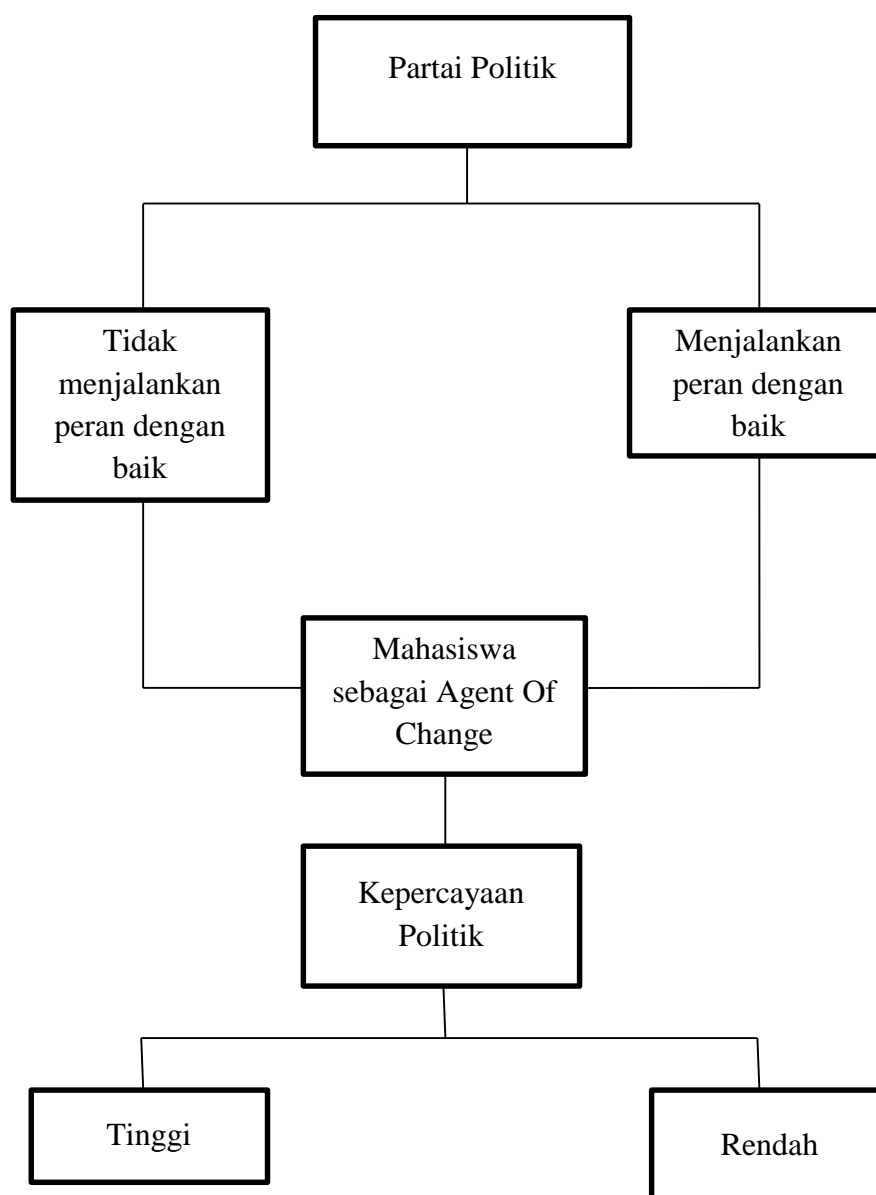 Partai Politik
Tidak
menjalankan
peran dengan
baik
Menjalankan
peran dengan
baik
Mahasiswa
sebagai Agent Of
Change
Kepercayaan
Politik
Tinggi
Rendah